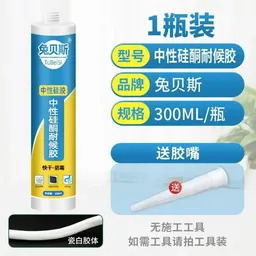 1瓶装
型号 中性硅酮耐候胶
品牌 兔贝斯
规格 300ML/瓶
送胶嘴
送
无施工工具
如需工具请拍工具装
兔贝斯
TuBeiSi
中性硅胶
中性硅酮耐候胶
快干·防霉
瓷白胶体